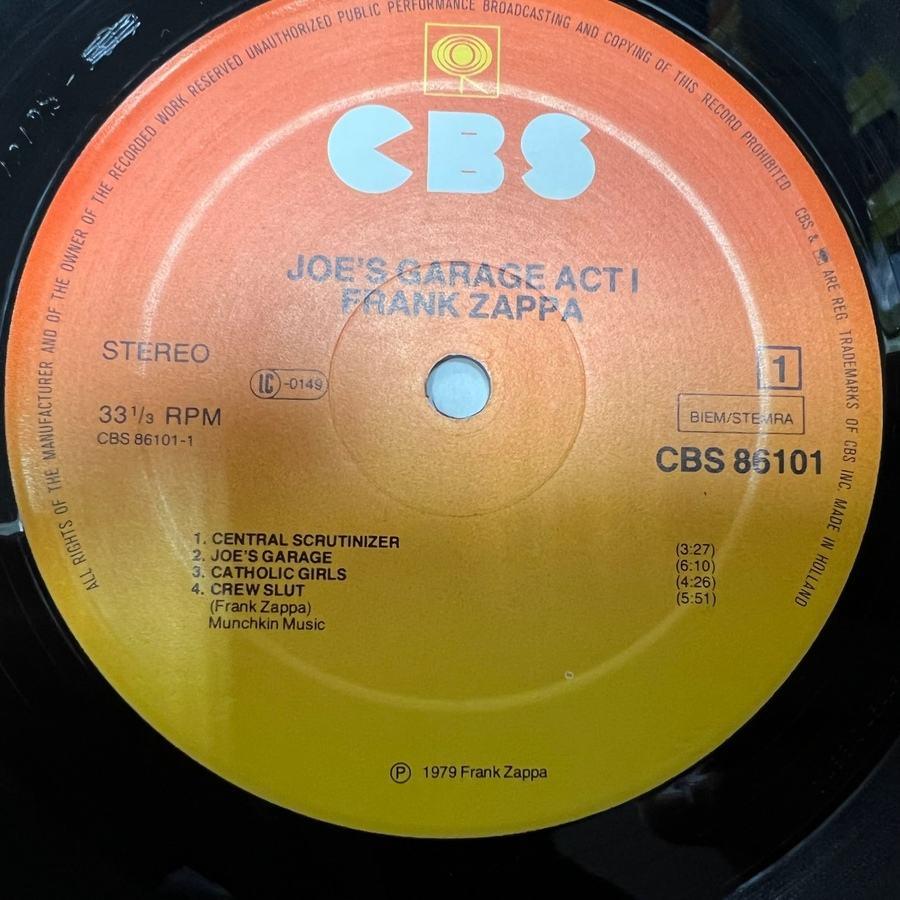 ALL RIGHTS OF THE MANUFACTURER AND OF THE OWNER OF THE RECORDED WORK RESERVED UNAUTHORIZED PUBLIC PERFORMANCE BROADCASTING AND COPYING OF THIS RECORD PROHIBITED CBS & ARE REG. TRADEMARKS OF CBS INC. MADE IN HOLLAND
CBS
JOE'S GARAGE ACT I
FRANK ZAPPA
STEREO
LC -0149
1
33 1/3 RPM
BIEM/STEMRA
CBS 86101-1
CBS 86101
1. CENTRAL SCRUTINIZER (3:27)
2. JOE'S GARAGE (6:10)
3. CATHOLIC GIRLS (4:26)
4. CREW SLUT (5:51)
(Frank Zappa)
Munchkin Music
Ⓟ 1979 Frank Zappa